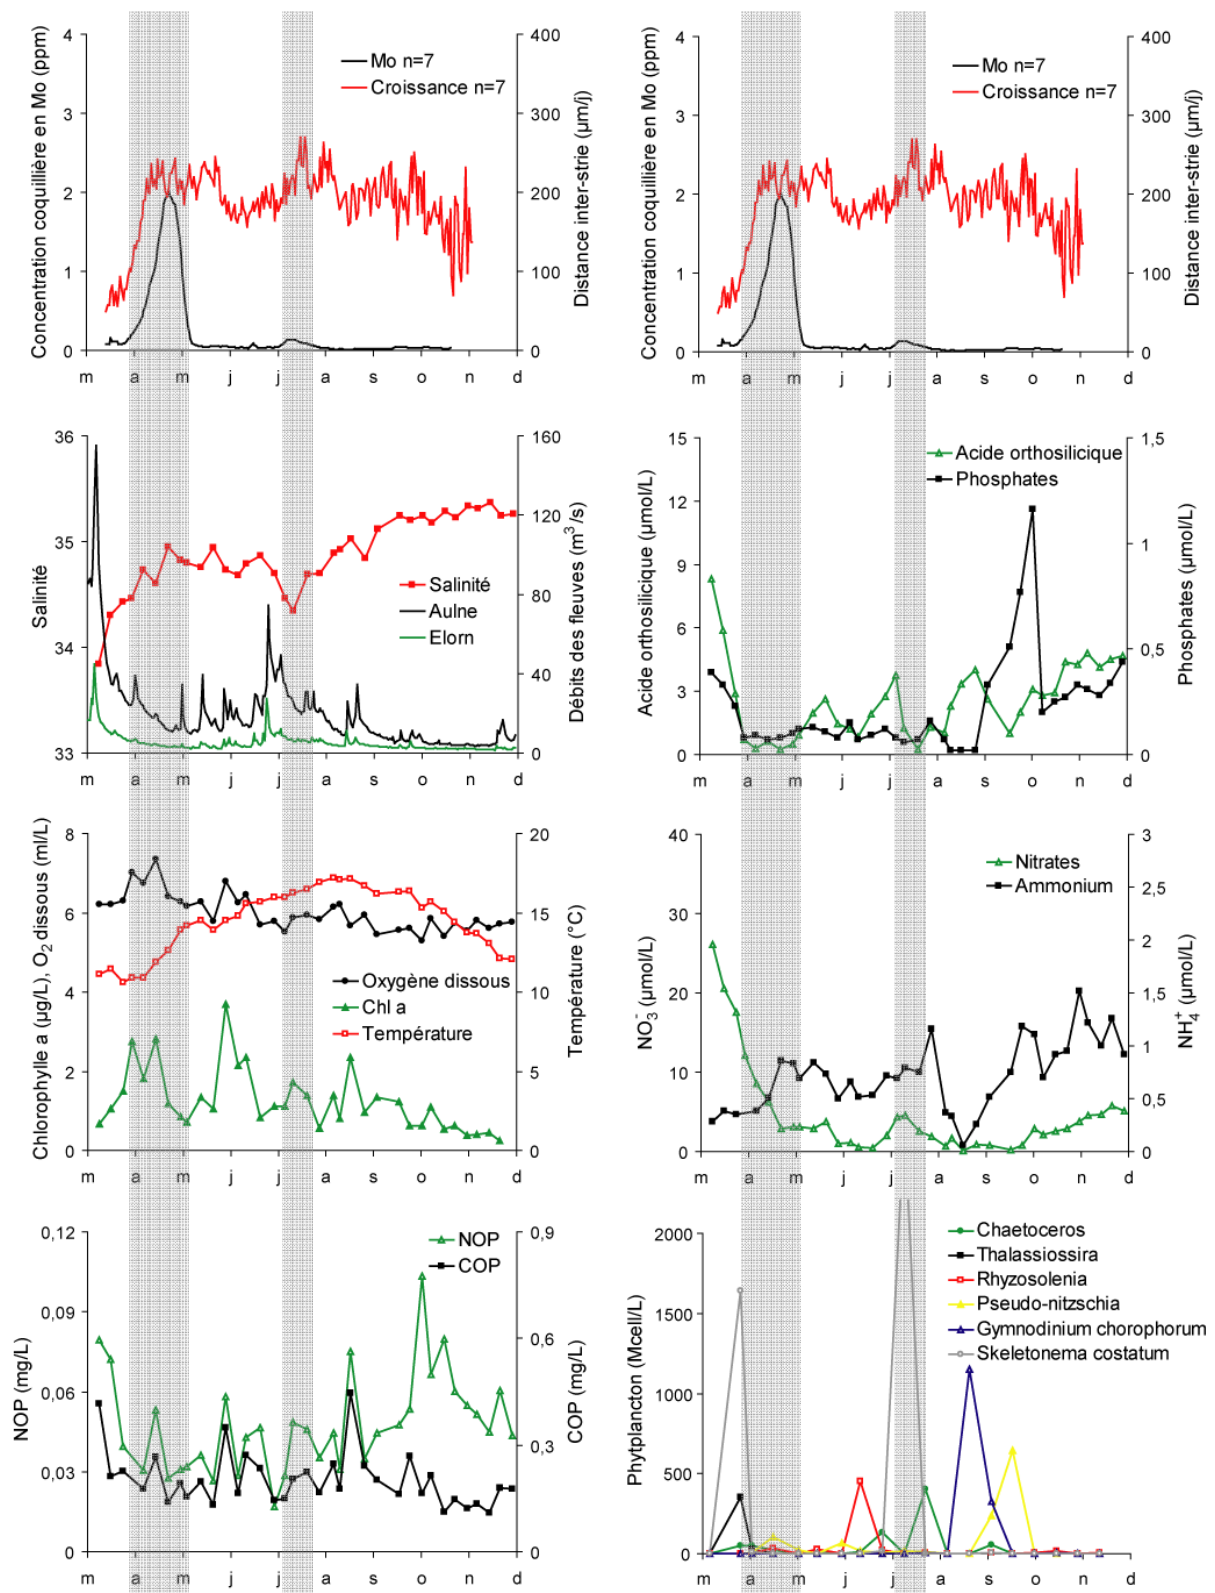 Concentration coquillière en Mo (ppm)
4
3
2
1
0
Mo n=7
Croissance n=7
400
300
200
100
0
Distance inter-strie (µm/j)
m a m j j a s o n d
Concentration coquillière en Mo (ppm)
4
3
2
1
0
Mo n=7
Croissance n=7
400
300
200
100
0
Distance inter-strie (µm/j)
m a m j j a s o n d
Salinité
36
35
34
33
Salinité
Aulne
Elorn
160
120
80
40
0
Débits des fleuves (m³/s)
m a m j j a s o n d
Acide orthosilicique (µmol/L)
15
12
9
6
3
0
Acide orthosilicique
Phosphates
1,5
1
0,5
0
Phosphates (µmol/L)
m a m j j a s o n d
Chlorophylle a (µg/L), O₂ dissous (ml/L)
8
6
4
2
0
Oxygène dissous
Chl a
Température
20
15
10
5
0
Température (°C)
m a m j j a s o n d
NO₃⁻ (µmol/L)
40
30
20
10
0
Nitrates
Ammonium
3
2,5
2
1,5
1
0,5
0
NH₄⁺ (µmol/L)
m a m j j a s o n d
NOP (mg/L)
0,12
0,09
0,06
0,03
0
NOP
COP
0,9
0,6
0,3
0
COP (mg/L)
m a m j j a s o n d
Phytplancton (Mcell/L)
2000
1500
1000
500
0
Chaetoceros
Thalassiossira
Rhyzosolenia
Pseudo-nitzschia
Gymnodinium chorophorum
Skeletonema costatum
m a m j j a s o n d